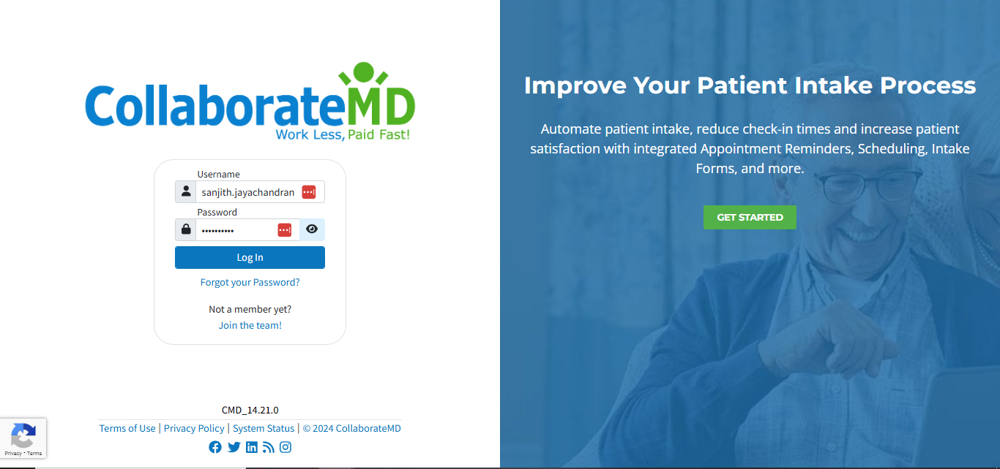 CollaborateMD
Work Less, Paid Fast!
Username
sanjith.jayachandran
Password
••••••••••
Log In
Forgot your Password?
Not a member yet?
Join the team!
CMD_14.21.0
Terms of Use | Privacy Policy | System Status | © 2024 CollaborateMD
Privacy - Terms
Improve Your Patient Intake Process
Automate patient intake, reduce check-in times and increase patient
satisfaction with integrated Appointment Reminders, Scheduling, Intake
Forms, and more.
GET STARTED